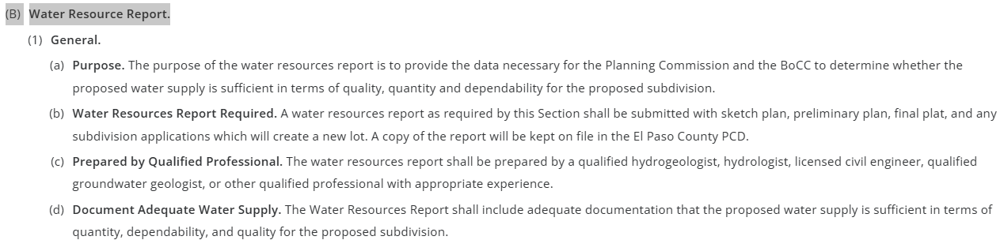 (B) Water Resource Report.
(1) General.
(a) Purpose. The purpose of the water resources report is to provide the data necessary for the Planning Commission and the BoCC to determine whether the
proposed water supply is sufficient in terms of quality, quantity and dependability for the proposed subdivision.
(b) Water Resources Report Required. A water resources report as required by this Section shall be submitted with sketch plan, preliminary plan, final plat, and any
subdivision applications which will create a new lot. A copy of the report will be kept on file in the El Paso County PCD.
(c) Prepared by Qualified Professional. The water resources report shall be prepared by a qualified hydrogeologist, hydrologist, licensed civil engineer, qualified
groundwater geologist, or other qualified professional with appropriate experience.
(d) Document Adequate Water Supply. The Water Resources Report shall include adequate documentation that the proposed water supply is sufficient in terms of
quantity, dependability, and quality for the proposed subdivision.